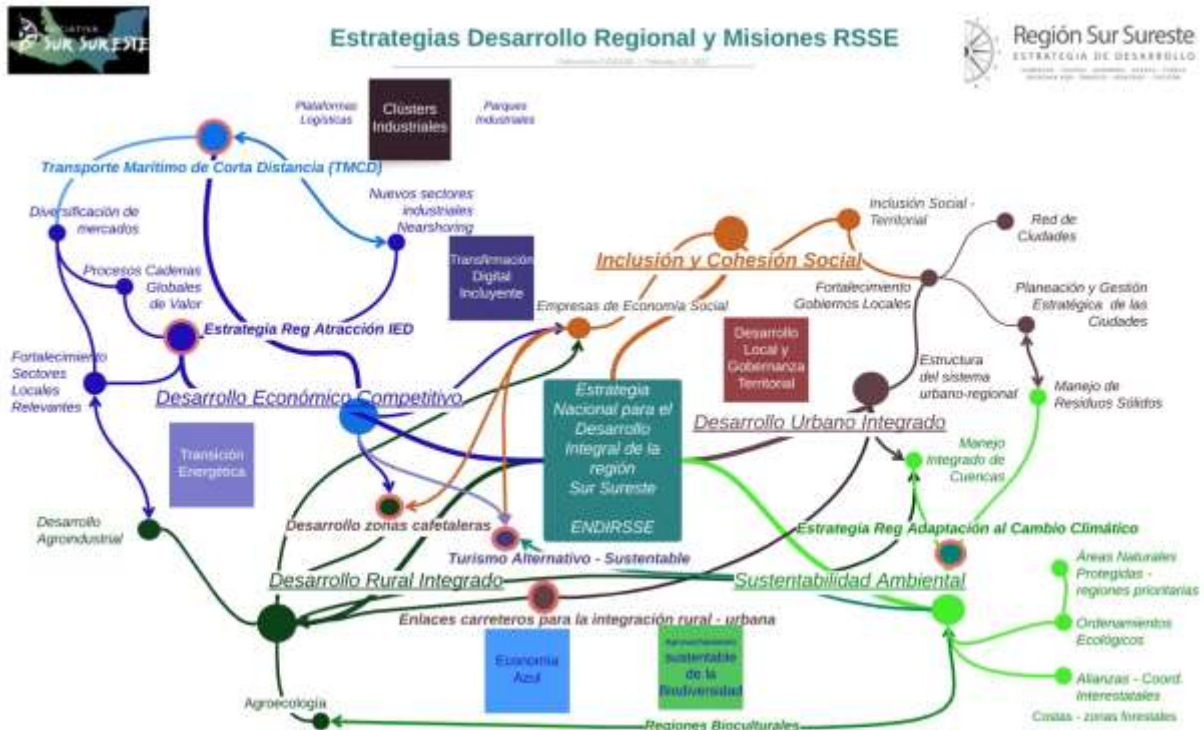 INICIATIVA
SUR SURESTE
Estrategias Desarrollo Regional y Misiones RSSE
Región Sur Sureste
ESTRATEGIA DE DESARROLLO
Plataformas
Logísticas
Clústers
Industriales
Parques
Industriales
Transporte Marítimo de Corta Distancia (TMCD)
Diversificación de
mercados
Nuevos sectores
industriales
Nearshoring
Inclusión Social -
Territorial
Red de
Ciudades
Transfirmación
Digital
Incluyente
Inclusión y Cohesión Social
Procesos Cadenas
Globales
de Valor
Empresas de Economía Social
Fortalecimiento
Gobiernos Locales
Planeación y Gestión
Estratégica de las
Ciudades
Estrategia Reg Atracción IED
Desarrollo
Local y
Gobernanza
Territorial
Fortalecimiento
Sectores
Locales
Relevantes
Estructura
del sistema
urbano-regional
Manejo de
Residuos Sólidos
Desarrollo Económico Competitivo
Estrategia
Nacional para el
Desarrollo
Integral de la
región
Sur Sureste
ENDIRSSE
Desarrollo Urbano Integrado
Transición
Energética
Manejo
Integrado de
Cuencas
Desarrollo
Agroindustrial
Desarrollo zonas cafetaleras
Estrategia Reg Adaptación al Cambio Climático
Turismo Alternativo - Sustentable
Desarrollo Rural Integrado
Sustentabilidad Ambiental
Áreas Naturales
Protegidas -
regiones prioritarias
Enlaces carreteros para la integración rural - urbana
Ordenamientos
Ecológicos
Economía
Azul
sustentable
de la
Biodiversidad
Alianzas - Coord.
Interestatales
Agroecología
Regiones Bioculturales
Costas - zonas forestales